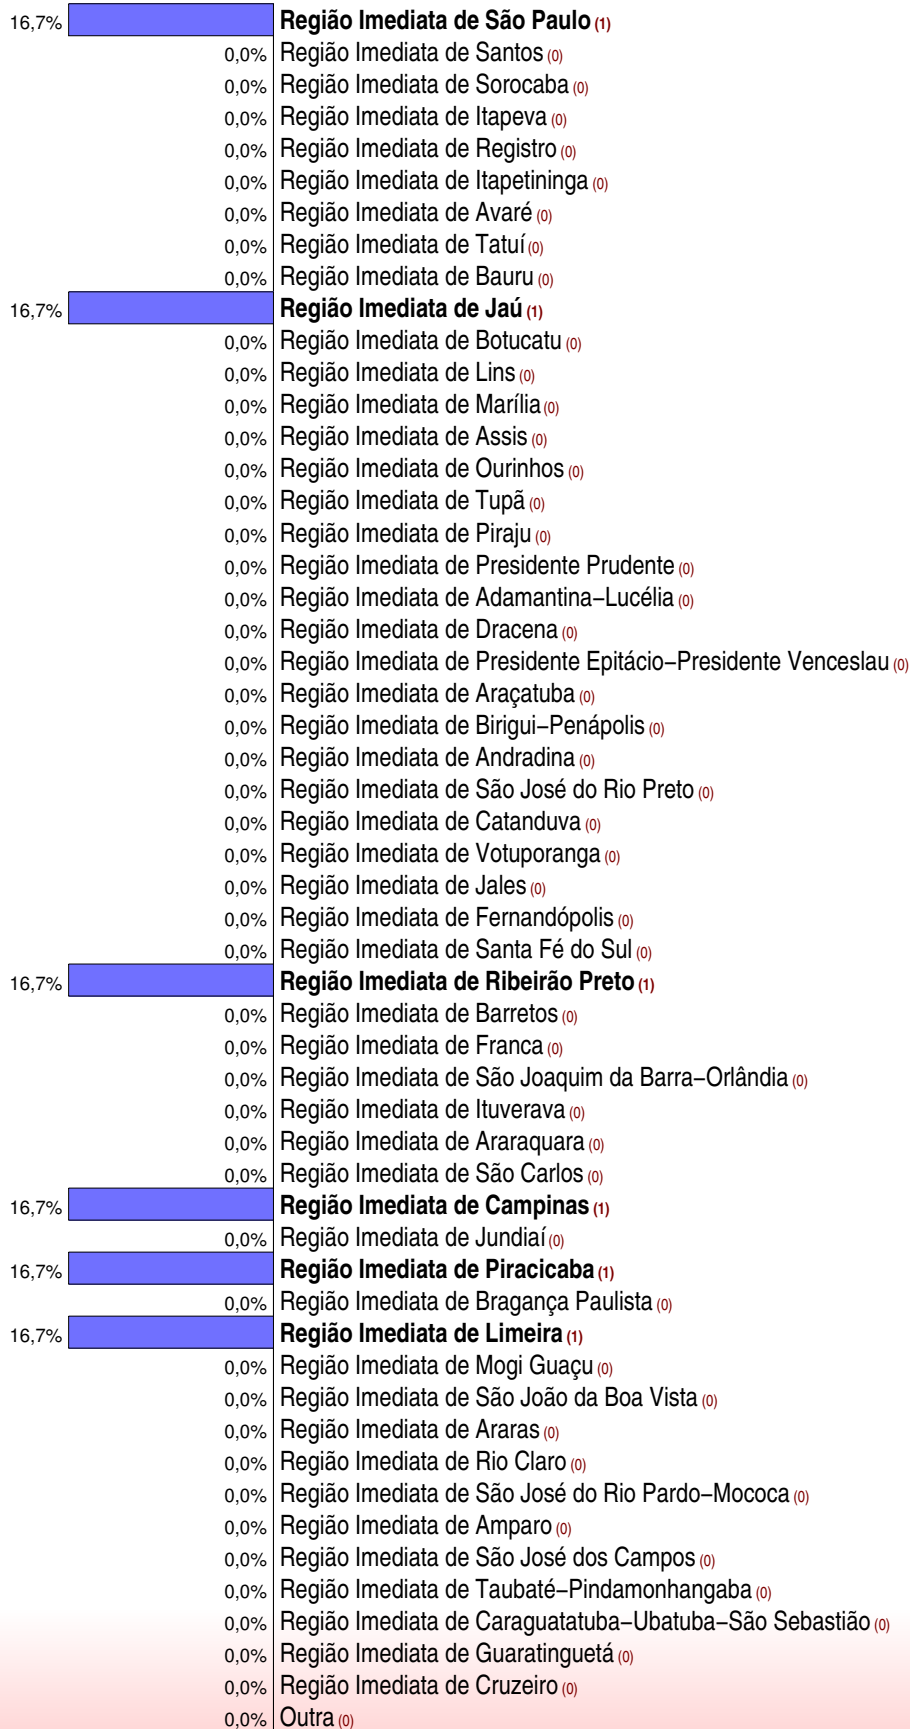 16,7% Região Imediata de São Paulo (1)
0,0% Região Imediata de Santos (0)
0,0% Região Imediata de Sorocaba (0)
0,0% Região Imediata de Itapeva (0)
0,0% Região Imediata de Registro (0)
0,0% Região Imediata de Itapetininga (0)
0,0% Região Imediata de Avaré (0)
0,0% Região Imediata de Tatuí (0)
0,0% Região Imediata de Bauru (0)
16,7% Região Imediata de Jaú (1)
0,0% Região Imediata de Botucatu (0)
0,0% Região Imediata de Lins (0)
0,0% Região Imediata de Marília (0)
0,0% Região Imediata de Assis (0)
0,0% Região Imediata de Ourinhos (0)
0,0% Região Imediata de Tupã (0)
0,0% Região Imediata de Piraju (0)
0,0% Região Imediata de Presidente Prudente (0)
0,0% Região Imediata de Adamantina−Lucélia (0)
0,0% Região Imediata de Dracena (0)
0,0% Região Imediata de Presidente Epitácio−Presidente Venceslau (0)
0,0% Região Imediata de Araçatuba (0)
0,0% Região Imediata de Birigui−Penápolis (0)
0,0% Região Imediata de Andradina (0)
0,0% Região Imediata de São José do Rio Preto (0)
0,0% Região Imediata de Catanduva (0)
0,0% Região Imediata de Votuporanga (0)
0,0% Região Imediata de Jales (0)
0,0% Região Imediata de Fernandópolis (0)
0,0% Região Imediata de Santa Fé do Sul (0)
16,7% Região Imediata de Ribeirão Preto (1)
0,0% Região Imediata de Barretos (0)
0,0% Região Imediata de Franca (0)
0,0% Região Imediata de São Joaquim da Barra−Orlândia (0)
0,0% Região Imediata de Ituverava (0)
0,0% Região Imediata de Araraquara (0)
0,0% Região Imediata de São Carlos (0)
16,7% Região Imediata de Campinas (1)
0,0% Região Imediata de Jundiaí (0)
16,7% Região Imediata de Piracicaba (1)
0,0% Região Imediata de Bragança Paulista (0)
16,7% Região Imediata de Limeira (1)
0,0% Região Imediata de Mogi Guaçu (0)
0,0% Região Imediata de São João da Boa Vista (0)
0,0% Região Imediata de Araras (0)
0,0% Região Imediata de Rio Claro (0)
0,0% Região Imediata de São José do Rio Pardo−Mococa (0)
0,0% Região Imediata de Amparo (0)
0,0% Região Imediata de São José dos Campos (0)
0,0% Região Imediata de Taubaté−Pindamonhangaba (0)
0,0% Região Imediata de Caraguatatuba−Ubatuba−São Sebastião (0)
0,0% Região Imediata de Guaratinguetá (0)
0,0% Região Imediata de Cruzeiro (0)
0,0% Outra (0)